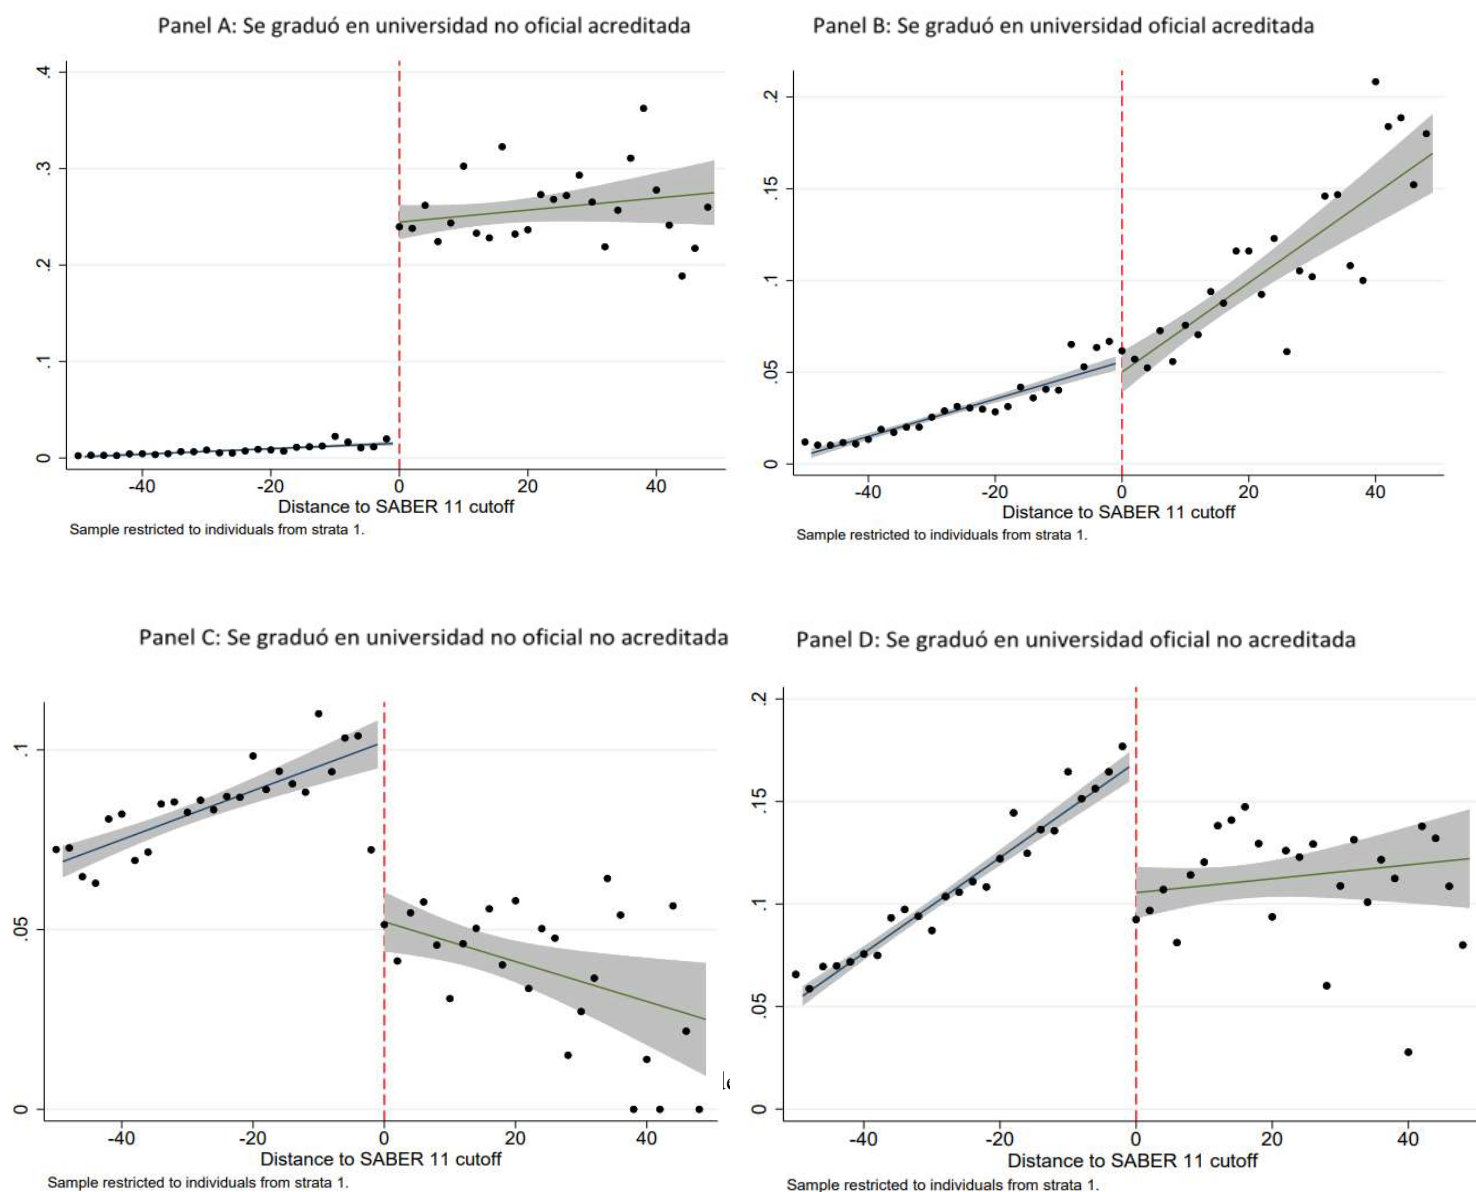 Panel A: Se graduó en universidad no oficial acreditada
.4
.3
.2
.1
0
-40 -20 0 20 40
Distance to SABER 11 cutoff
Sample restricted to individuals from strata 1.
Panel B: Se graduó en universidad oficial acreditada
.2
.15
.1
.05
0
-40 -20 0 20 40
Distance to SABER 11 cutoff
Sample restricted to individuals from strata 1.
Panel C: Se graduó en universidad no oficial no acreditada
.1
.05
0
-40 -20 0 20 40
Distance to SABER 11 cutoff
Sample restricted to individuals from strata 1.
Panel D: Se graduó en universidad oficial no acreditada
.2
.15
.1
.05
0
-40 -20 0 20 40
Distance to SABER 11 cutoff
Sample restricted to individuals from strata 1.